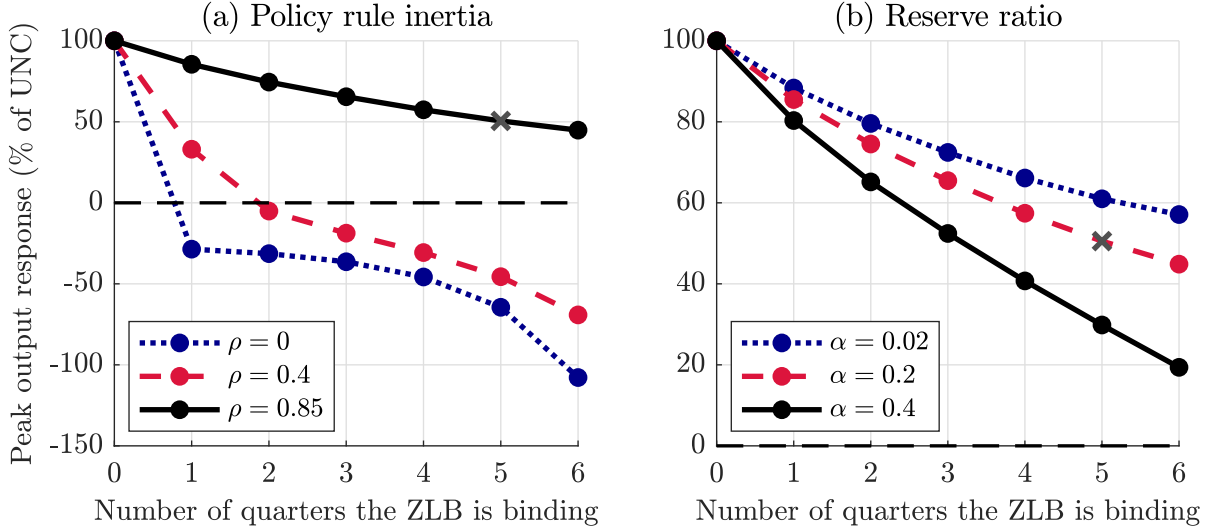 (a) Policy rule inertia
Peak output response (% of UNC)
100
50
0
-50
-100
-150
ρ = 0
ρ = 0.4
ρ = 0.85
0 1 2 3 4 5 6
Number of quarters the ZLB is binding
(b) Reserve ratio
100
80
60
40
20
0
α = 0.02
α = 0.2
α = 0.4
0 1 2 3 4 5 6
Number of quarters the ZLB is binding